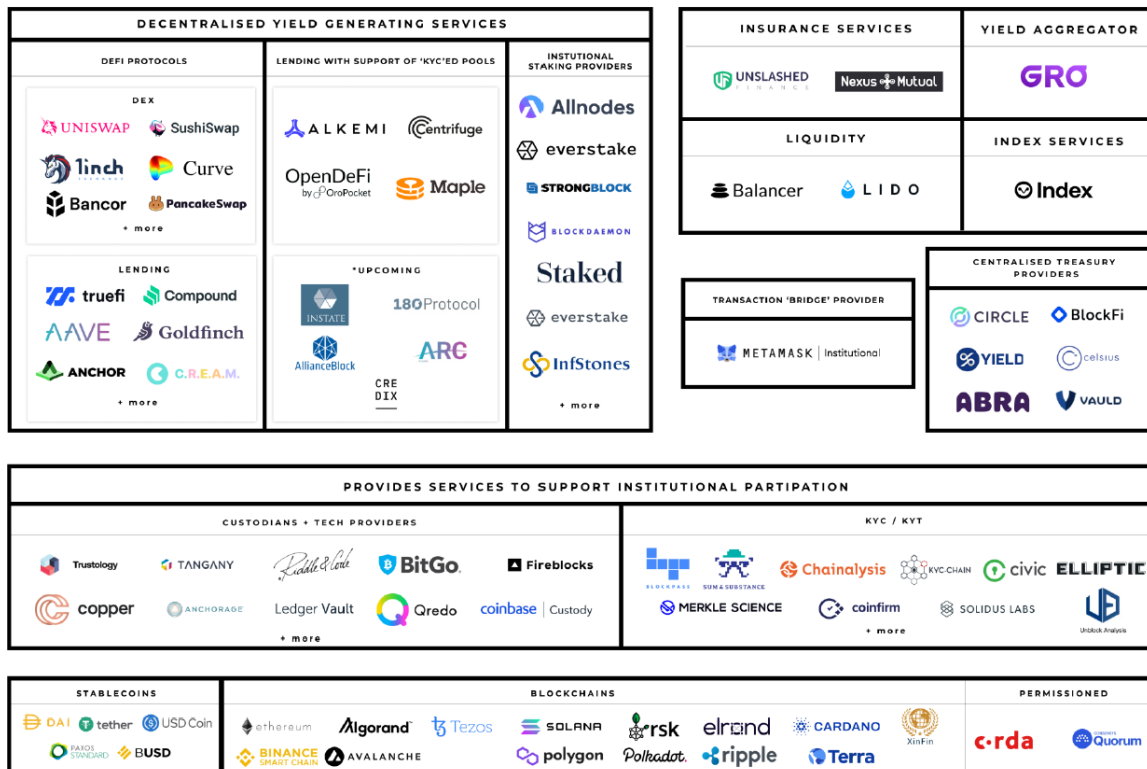 DECENTRALISED YIELD GENERATING SERVICES
DEFI PROTOCOLS
DEX
UNISWAP SushiSwap
1inch Curve
EXCHANGE
Bancor PancakeSwap
+ more
LENDING
truefi Compound
AAVE Goldfinch
ANCHOR C.R.E.A.M.
+ more
LENDING WITH SUPPORT OF 'KYC'ED POOLS
ALKEMI Centrifuge
OpenDeFi Maple
by OroPocket
*UPCOMING
INSTATE 180Protocol
AllianceBlock ARC
CRE
DIX
INSTUTIONAL
STAKING PROVIDERS
Allnodes
everstake
STRONGBLOCK
BLOCKDAEMON
Staked
everstake
InfStones
+ more
INSURANCE SERVICES
UNSLASHED Nexus Mutual
FINANCE
YIELD AGGREGATOR
GRO
LIQUIDITY
Balancer LIDO
INDEX SERVICES
Index
TRANSACTION 'BRIDGE' PROVIDER
METAMASK | Institutional
CENTRALISED TREASURY
PROVIDERS
CIRCLE BlockFi
YIELD celsius
ABRA VAULD
PROVIDES SERVICES TO SUPPORT INSTITUTIONAL PARTIPATION
CUSTODIANS + TECH PROVIDERS
Trustology TANGANY Riddle & Code BitGo Fireblocks
copper ANCHORAGE Ledger Vault Qredo coinbase | Custody
+ more
KYC / KYT
BLOCKPASS SUM & SUBSTANCE Chainalysis KYC-CHAIN civic ELLIPTIC
MERKLE SCIENCE coinfirm SOLIDUS LABS Unblock Analysis
+ more
STABLECOINS
DAI tether USD Coin
PAXOS BUSD
STANDARD
BLOCKCHAINS
ethereum Algorand Tezos SOLANA rsk elrond CARDANO XinFin
BINANCE AVALANCHE polygon Polkadot. ripple Terra
SMART CHAIN
PERMISSIONED
c·rda Quorum